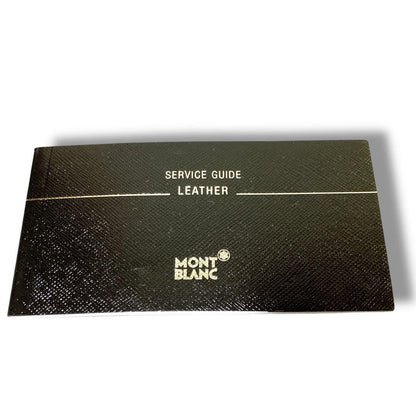 SERVICE GUIDE
LEATHER
MONT
BLANC